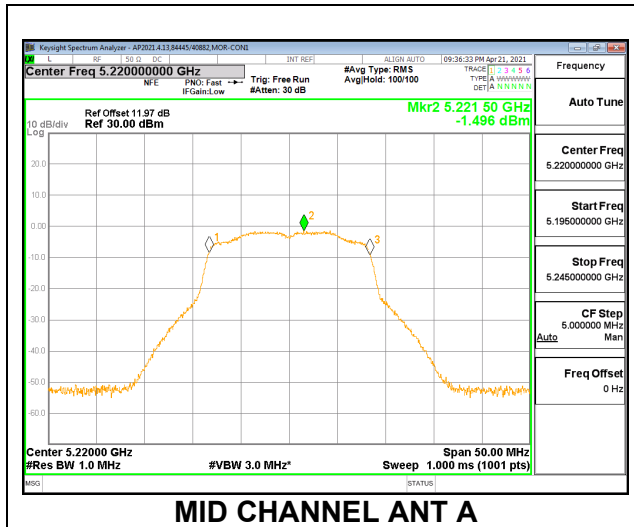 Keysight Spectrum Analyzer - AP2021.4.13,84445/40882,MOR-CON1
L RF 50 Ω DC INT REF ALIGN AUTO 09:36:33 PM Apr 21, 2021
Center Freq 5.220000000 GHz #Avg Type: RMS TRACE 1 2 3 4 5 6
NFE PNO: Fast Trig: Free Run Avg|Hold: 100/100 TYPE A WWWWW
IFGain:Low #Atten: 30 dB DET A N N N N N
Frequency
Auto Tune
Center Freq
5.220000000 GHz
Start Freq
5.195000000 GHz
Stop Freq
5.245000000 GHz
CF Step
5.000000 MHz
Auto Man
Freq Offset
0 Hz
Mkr2 5.221 50 GHz
-1.496 dBm
Ref Offset 11.97 dB
10 dB/div Ref 30.00 dBm
Log
20.0
10.0
0.00
-10.0
-20.0
-30.0
-40.0
-50.0
-60.0
1
2
3
Center 5.22000 GHz Span 50.00 MHz
#Res BW 1.0 MHz #VBW 3.0 MHz* Sweep 1.000 ms (1001 pts)
MSG STATUS
MID CHANNEL ANT A